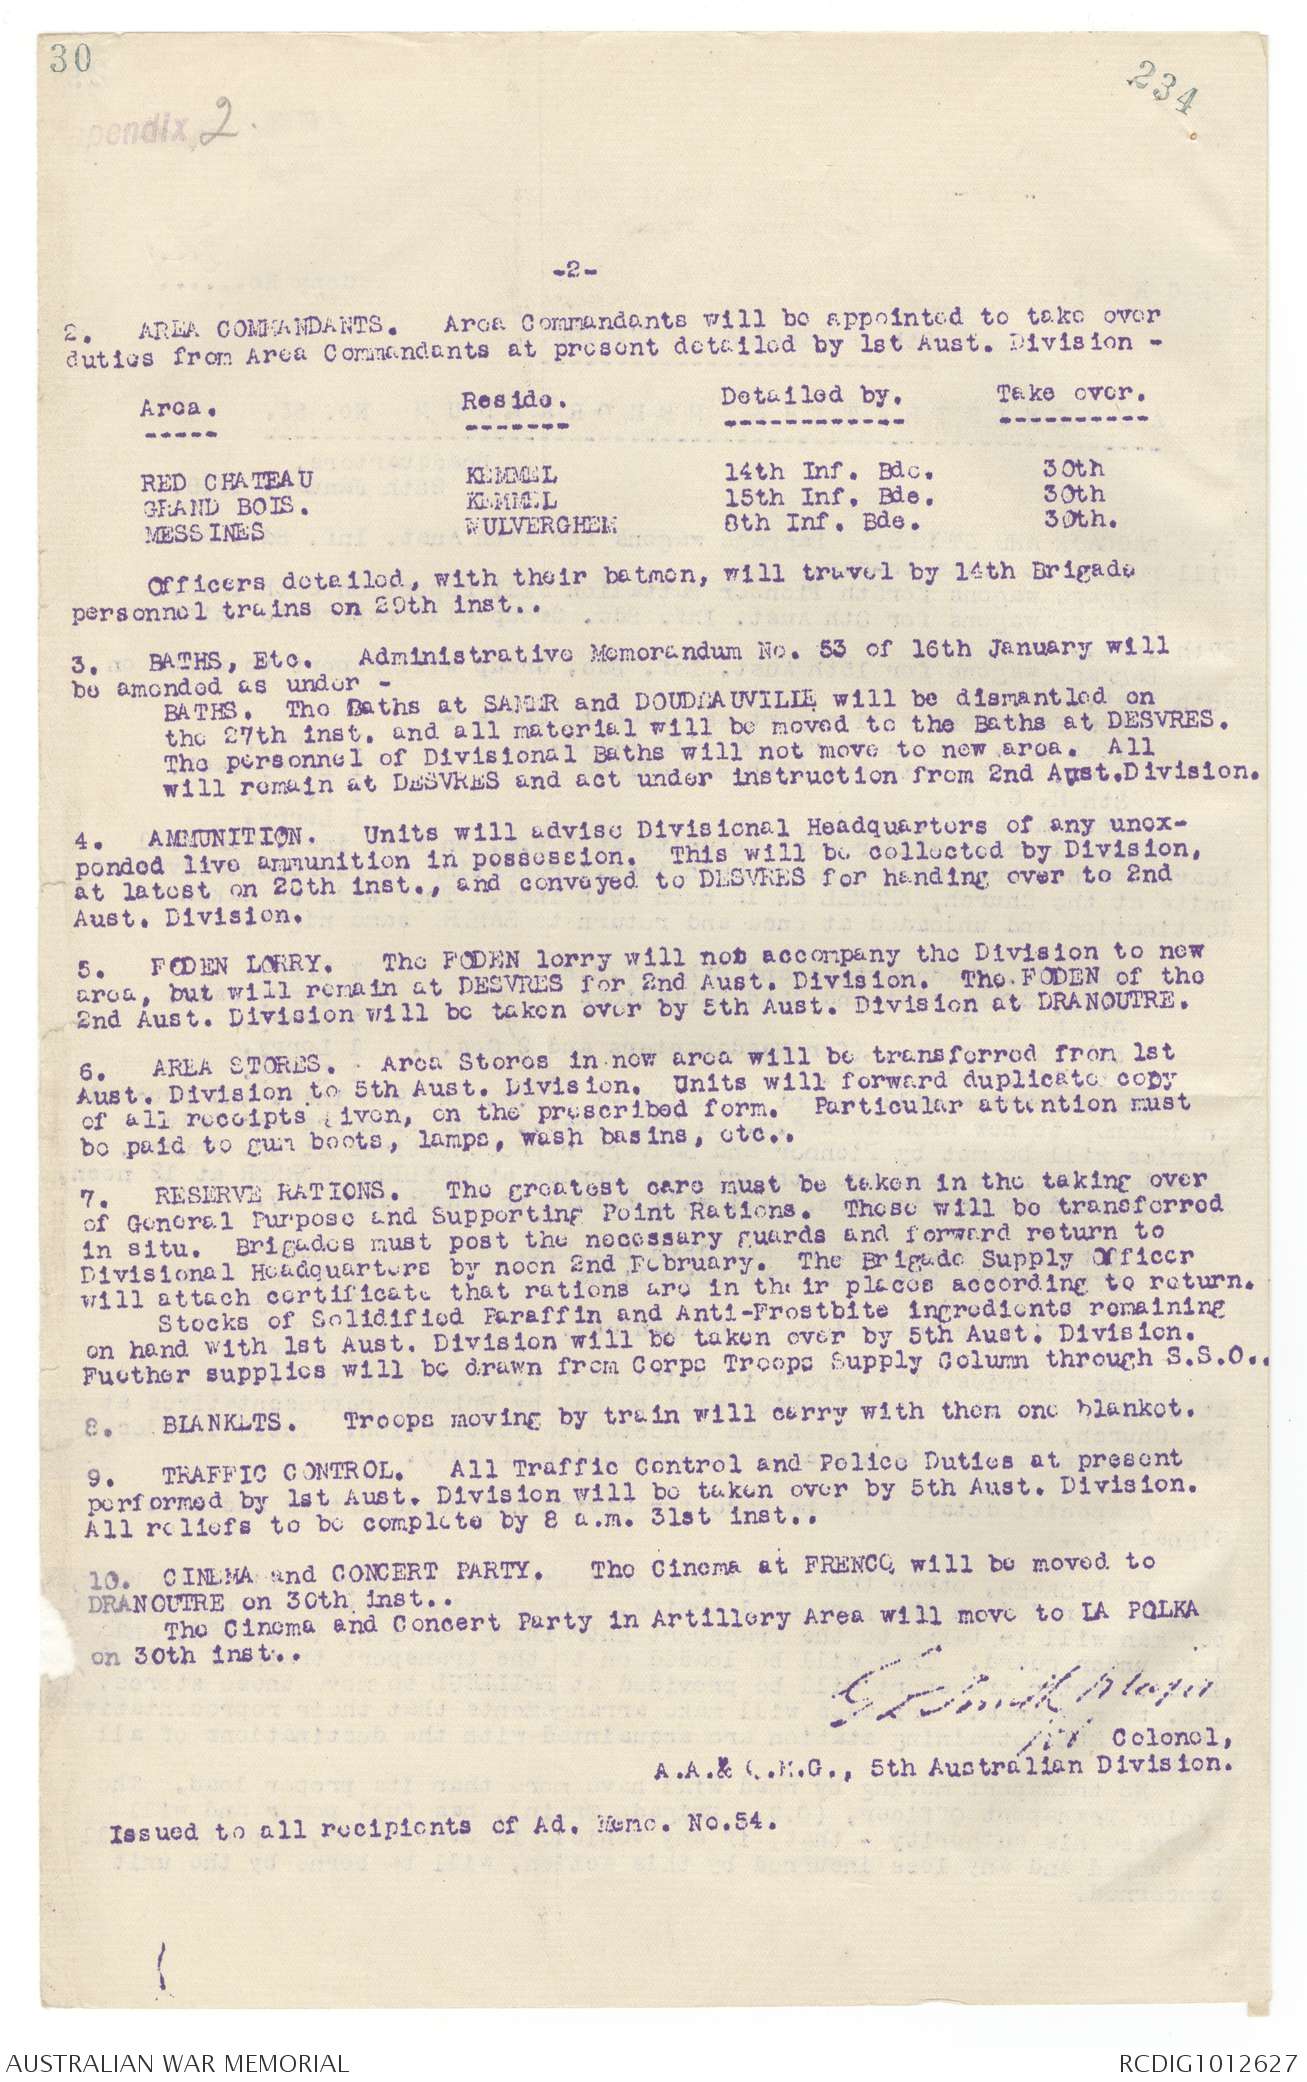 30
234
Appendix 2.
-2-
2. AREA COMMANDANTS. Area Commandants will be appointed to take over
duties from Area Commandants at present detailed by 1st Aust. Division -
Area. Reside. Detailed by. Take over.
----- ------- ------------ ----------
RED CHATEAU KEMMEL 14th Inf. Bde. 30th
GRAND BOIS. KEMMEL 15th Inf. Bde. 30th
MESSINES WULVERGHEM 8th Inf. Bde. 30th.
Officers detailed, with their batmen, will travel by 14th Brigade
personnel trains on 29th inst..
3. BATHS, Etc. Administrative Memorandum No. 53 of 16th January will
be amended as under -
BATHS. The Baths at SAMER and DOUDEAUVILLE will be dismantled on
the 27th inst. and all material will be moved to the Baths at DESVRES.
The personnel of Divisional Baths will not move to new area. All
will remain at DESVRES and act under instruction from 2nd Aust.Division.
4. AMMUNITION. Units will advise Divisional Headquarters of any unex-
pended live ammunition in possession. This will be collected by Division,
at latest on 28th inst., and conveyed to DESVRES for handing over to 2nd
Aust. Division.
5. FODEN LORRY. The FODEN lorry will not accompany the Division to new
area, but will remain at DESVRES for 2nd Aust. Division. The FODEN of the
2nd Aust. Division will be taken over by 5th Aust. Division at DRANOUTRE.
6. AREA STORES. Area Stores in new area will be transferred from 1st
Aust. Division to 5th Aust. Division. Units will forward duplicate copy
of all receipts given, on the prescribed form. Particular attention must
be paid to gum boots, lamps, wash basins, etc..
7. RESERVE RATIONS. The greatest care must be taken in the taking over
of General Purpose and Supporting Point Rations. These will be transferred
in situ. Brigades must post the necessary guards and forward return to
Divisional Headquarters by noon 2nd February. The Brigade Supply Officer
will attach certificate that rations are in their places according to return.
Stocks of Solidified Paraffin and Anti-Frostbite ingredients remaining
on hand with 1st Aust. Division will be taken over by 5th Aust. Division.
Fuether supplies will be drawn from Corps Troops Supply Column through S.S.O..
8. BLANKETS. Troops moving by train will carry with them one blanket.
9. TRAFFIC CONTROL. All Traffic Control and Police Duties at present
performed by 1st Aust. Division will be taken over by 5th Aust. Division.
All reliefs to be complete by 8 a.m. 31st inst..
10. CINEMA and CONCERT PARTY. The Cinema at FRENCQ will be moved to
DRANOUTRE on 30th inst..
The Cinema and Concert Party in Artillery Area will move to LA POLKA
on 30th inst..
G E Smith Major
for Colonel,
A.A.& Q.M.G., 5th Australian Division.
Issued to all recipients of Ad. Memo. No.54.
AUSTRALIAN WAR MEMORIAL RCDIG1012627